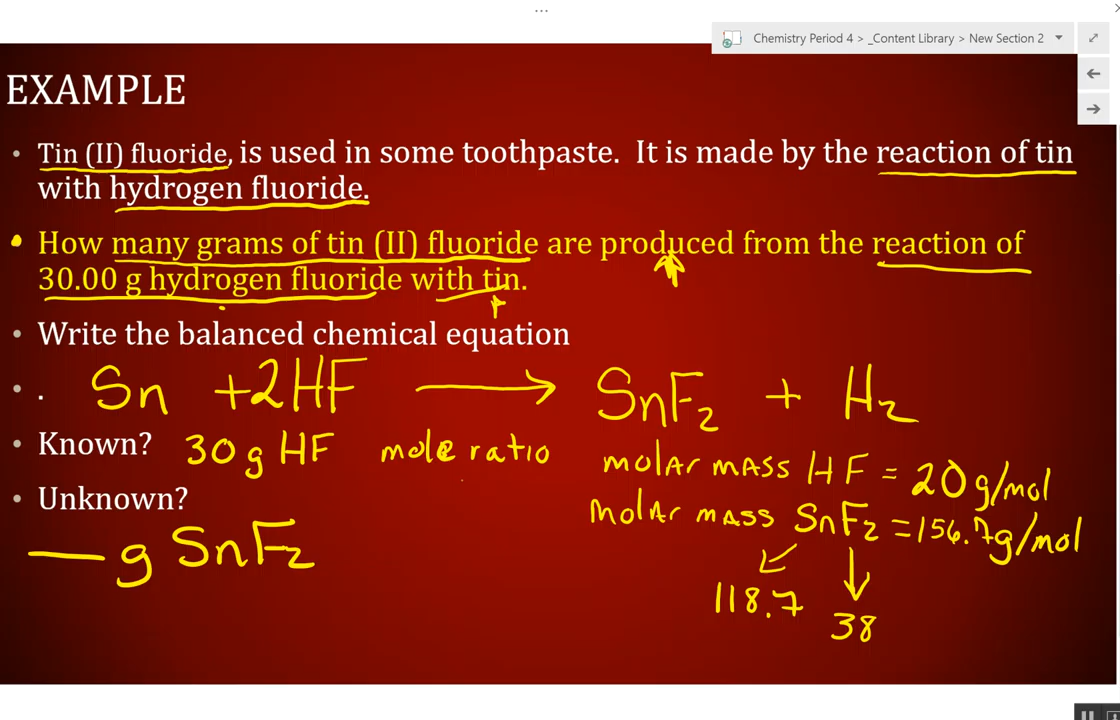 Chemistry Period 4 > _Content Library > New Section 2
EXAMPLE
• Tin (II) fluoride, is used in some toothpaste. It is made by the reaction of tin
with hydrogen fluoride.
• How many grams of tin (II) fluoride are produced from the reaction of
30.00 g hydrogen fluoride with tin.
• Write the balanced chemical equation
• . Sn + 2HF → SnF₂ + H₂
• Known? 30 g HF mole ratio
molar mass HF = 20 g/mol
• Unknown?
molar mass SnF₂ = 156.7 g/mol
__ g SnF₂
118.7
38